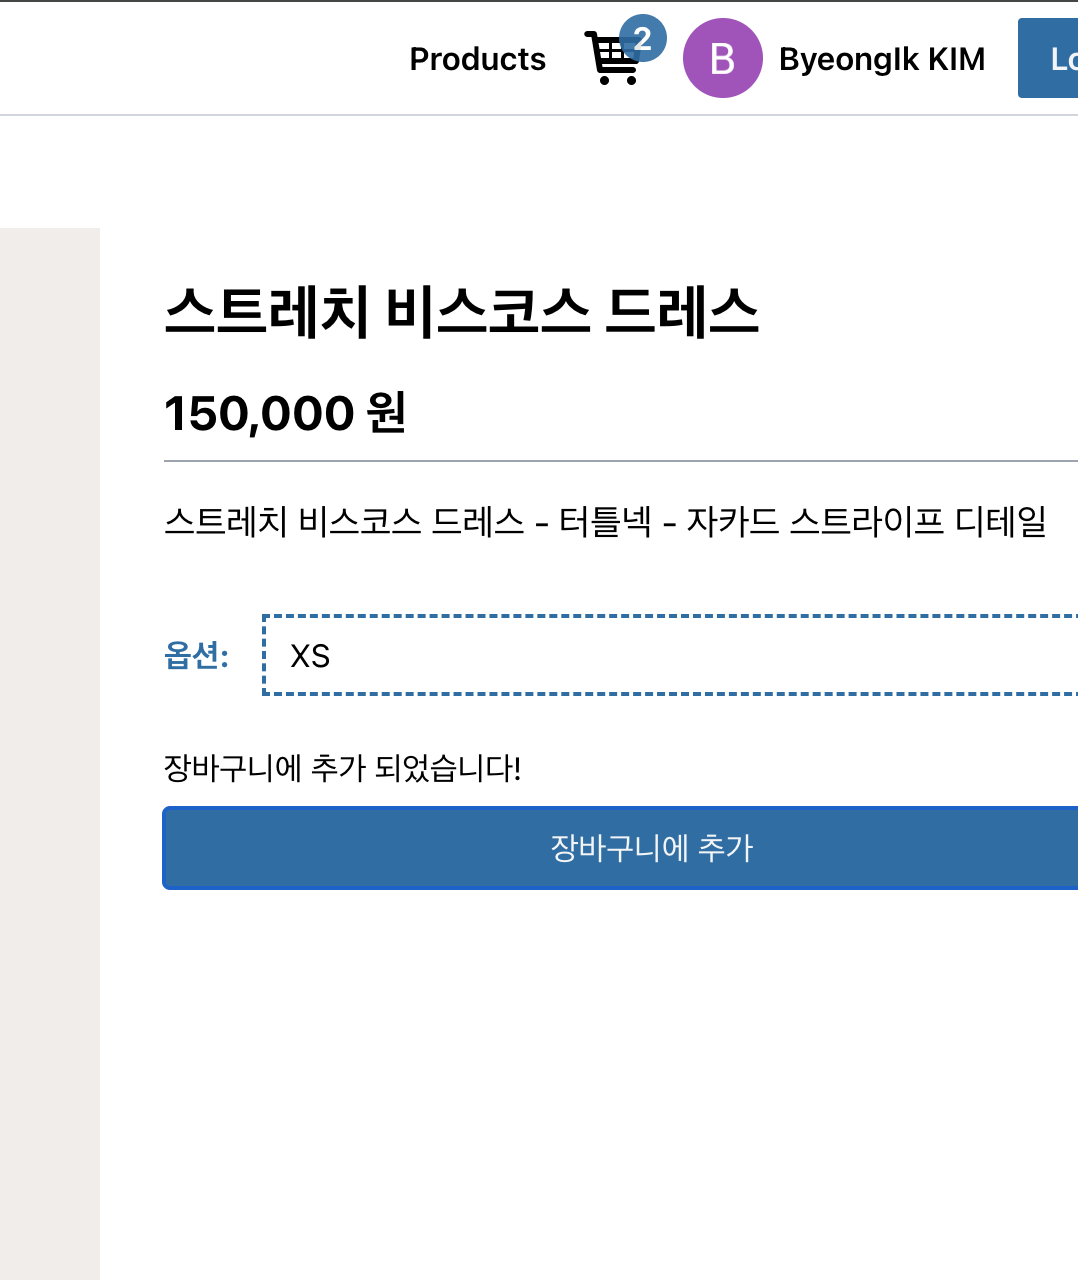 Products 2 B ByeongIk KIM Lo
스트레치 비스코스 드레스
150,000 원
스트레치 비스코스 드레스 - 터틀넥 - 자카드 스트라이프 디테일
옵션: XS
장바구니에 추가 되었습니다!
장바구니에 추가